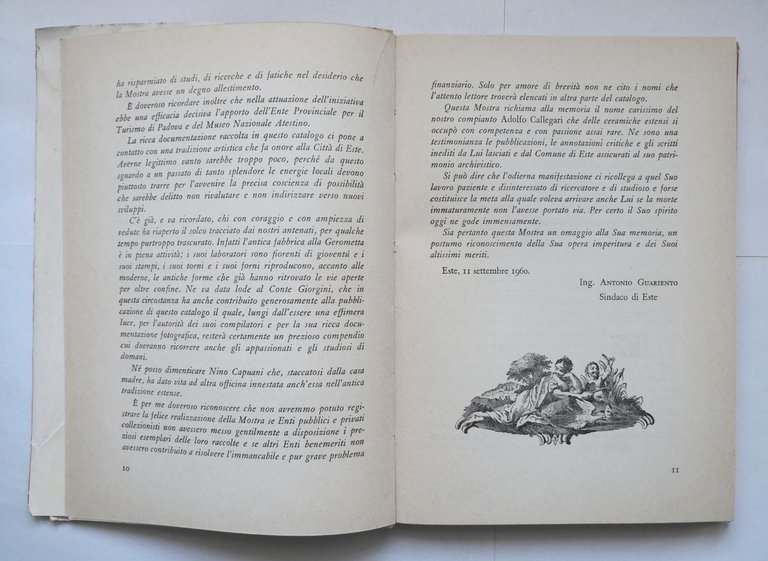 ha risparmiato di studi, di ricerche e di fatiche nel desiderio che
la Mostra avesse un degno allestimento.
È doveroso ricordare inoltre che nella attuazione dell'iniziativa
ebbe una efficacia decisiva l'apporto dell'Ente Provinciale per il
Turismo di Padova e del Museo Nazionale Atestino.
La ricca documentazione raccolta in questo catalogo ci pone a
contatto con una tradizione artistica che fa onore alla Città di Este.
Averne legittimo vanto sarebbe troppo poco, perché da questo
sguardo a un passato di tanto splendore le energie locali devono
piuttosto trarre per l'avvenire la precisa coscienza di possibilità
che sarebbe delitto non rivalutare e non indirizzare verso nuovi
sviluppi.
C'è già, e va ricordato, chi con coraggio e con ampiezza di
vedute ha riaperto il solco tracciato dai nostri antenati, per qualche
tempo purtroppo trascurato. Infatti l'antica fabbrica alla Gerometta
è in piena attività; i suoi laboratori sono fiorenti di gioventù e i
suoi stampi, i suoi torni e i suoi forni riproducono, accanto alle
moderne, le antiche forme che già hanno ritrovato le vie aperte
per oltre confine. Ne va data lode al Conte Giorgini, che in
questa circostanza ha anche contribuito generosamente alla pubbli-
cazione di questo catalogo il quale, lungi dall'essere una effimera
luce, per l'autorità dei suoi compilatori e per la sua ricca docu-
mentazione fotografica, resterà certamente un prezioso compendio
cui dovranno ricorrere anche gli appassionati e gli studiosi di
domani.
Né posso dimenticare Nino Capuani che, staccatosi dalla casa
madre, ha dato vita ad altra officina innestata anch'essa nell'antica
tradizione estense.
È per me doveroso riconoscere che non avremmo potuto regi-
strare la felice realizzazione della Mostra se Enti pubblici e privati
collezionisti non avessero messo gentilmente a disposizione i pre-
ziosi esemplari delle loro raccolte e se altri Enti benemeriti non
avessero contribuito a risolvere l'immancabile e pur grave problema
10
finanziario. Solo per amore di brevità non ne cito i nomi che
l'attento lettore troverà elencati in altra parte del catalogo.
Questa Mostra richiama alla memoria il nome carissimo del
nostro compianto Adolfo Callegari che delle ceramiche estensi si
occupò con competenza e con passione assai rare. Ne sono una
testimonianza le pubblicazioni, le annotazioni critiche e gli scritti
inediti da Lui lasciati e dal Comune di Este assicurati al suo patri-
monio archivistico.
Si può dire che l'odierna manifestazione ci ricollega a quel Suo
lavoro paziente e disinteressato di ricercatore e di studioso e forse
costituisce la meta alla quale voleva arrivare anche Lui se la morte
immaturamente non l'avesse portato via. Per certo il Suo spirito
oggi ne gode immensamente.
Sia pertanto questa Mostra un omaggio alla Sua memoria, un
postumo riconoscimento della Sua opera imperitura e dei Suoi
altissimi meriti.
Este, 11 settembre 1960.
Ing. Antonio Guariento
Sindaco di Este
11